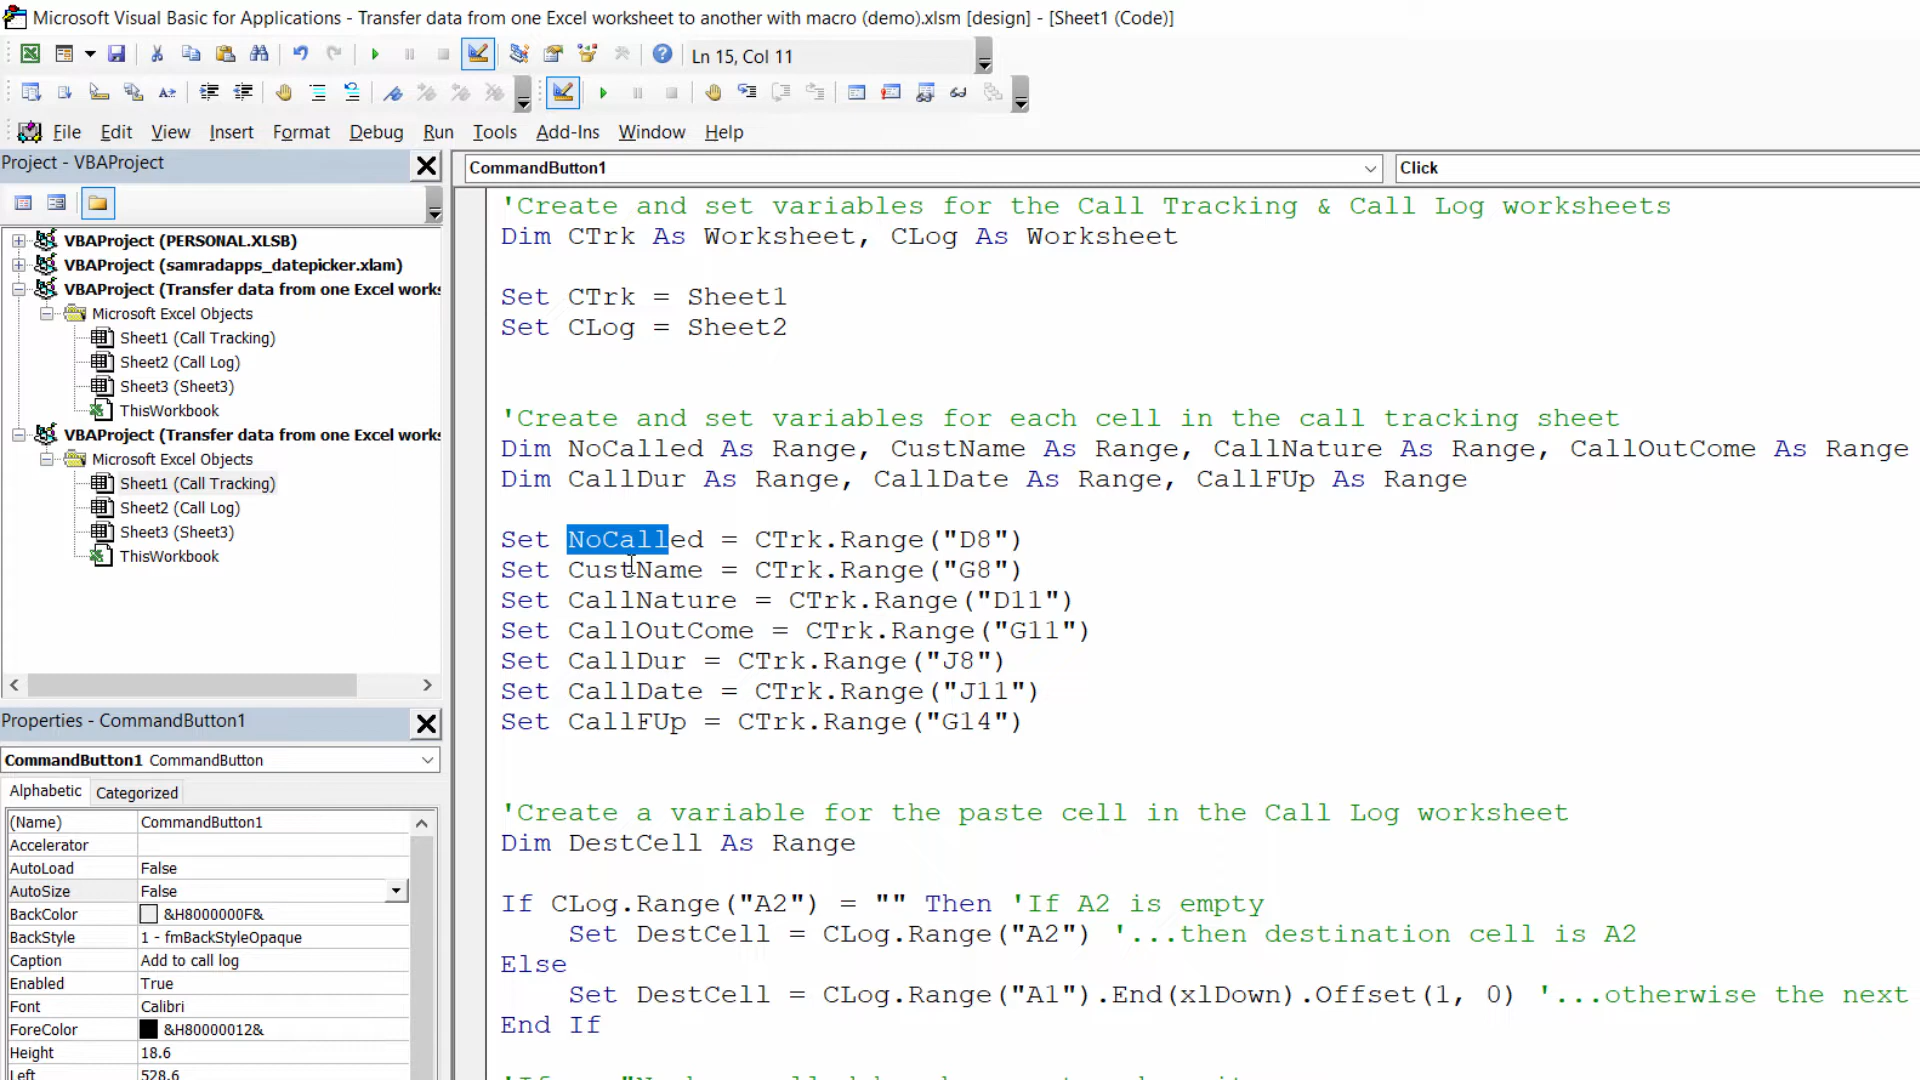 Microsoft Visual Basic for Applications - Transfer data from one Excel worksheet to another with macro (demo).xlsm [design] - [Sheet1 (Code)]
Ln 15, Col 11
File Edit View Insert Format Debug Run Tools Add-Ins Window Help
Project - VBAProject
CommandButton1
Click
VBAProject (PERSONAL.XLSB)
VBAProject (samradapps_datepicker.xlam)
VBAProject (Transfer data from one Excel works
Microsoft Excel Objects
Sheet1 (Call Tracking)
Sheet2 (Call Log)
Sheet3 (Sheet3)
ThisWorkbook
VBAProject (Transfer data from one Excel works
Microsoft Excel Objects
Sheet1 (Call Tracking)
Sheet2 (Call Log)
Sheet3 (Sheet3)
ThisWorkbook
Properties - CommandButton1
CommandButton1 CommandButton
Alphabetic Categorized
(Name) CommandButton1
Accelerator
AutoLoad False
AutoSize False
BackColor &H8000000F&
BackStyle 1 - fmBackStyleOpaque
Caption Add to call log
Enabled True
Font Calibri
ForeColor &H80000012&
Height 18.6
Left 528.6
'Create and set variables for the Call Tracking & Call Log worksheets
Dim CTrk As Worksheet, CLog As Worksheet
Set CTrk = Sheet1
Set CLog = Sheet2
'Create and set variables for each cell in the call tracking sheet
Dim NoCalled As Range, CustName As Range, CallNature As Range, CallOutCome As Range
Dim CallDur As Range, CallDate As Range, CallFUp As Range
Set NoCalled = CTrk.Range("D8")
Set CustName = CTrk.Range("G8")
Set CallNature = CTrk.Range("D11")
Set CallOutCome = CTrk.Range("G11")
Set CallDur = CTrk.Range("J8")
Set CallDate = CTrk.Range("J11")
Set CallFUp = CTrk.Range("G14")
'Create a variable for the paste cell in the Call Log worksheet
Dim DestCell As Range
If CLog.Range("A2") = "" Then 'If A2 is empty
Set DestCell = CLog.Range("A2") '...then destination cell is A2
Else
Set DestCell = CLog.Range("A1").End(xlDown).Offset(1, 0) '...otherwise the next
End If